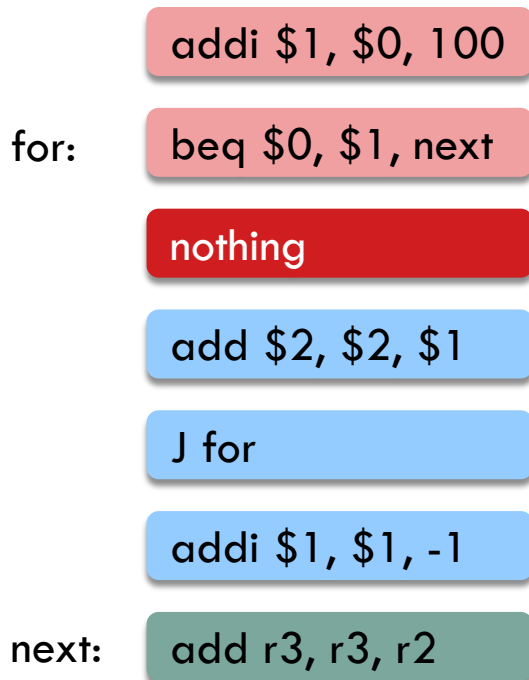 addi $1, $0, 100
for: beq $0, $1, next
nothing
add $2, $2, $1
J for
addi $1, $1, -1
next: add r3, r3, r2